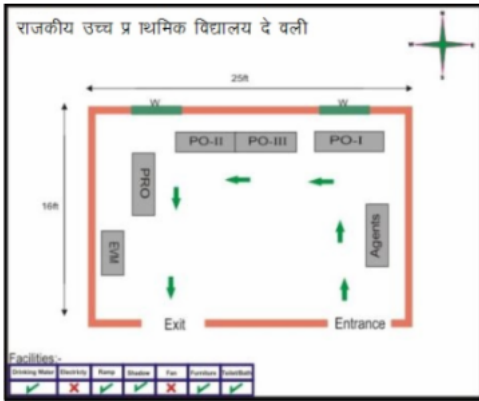 राजकीय उच्च प्राथमिक विद्यालय दे वली
25ft
W W
PO-II PO-III PO-I
16ft
PRO
Agents
EVM
Exit Entrance
Facilities:-
Drinking Water Electricity Ramp Shadow Fan Furniture Toilet/Bath